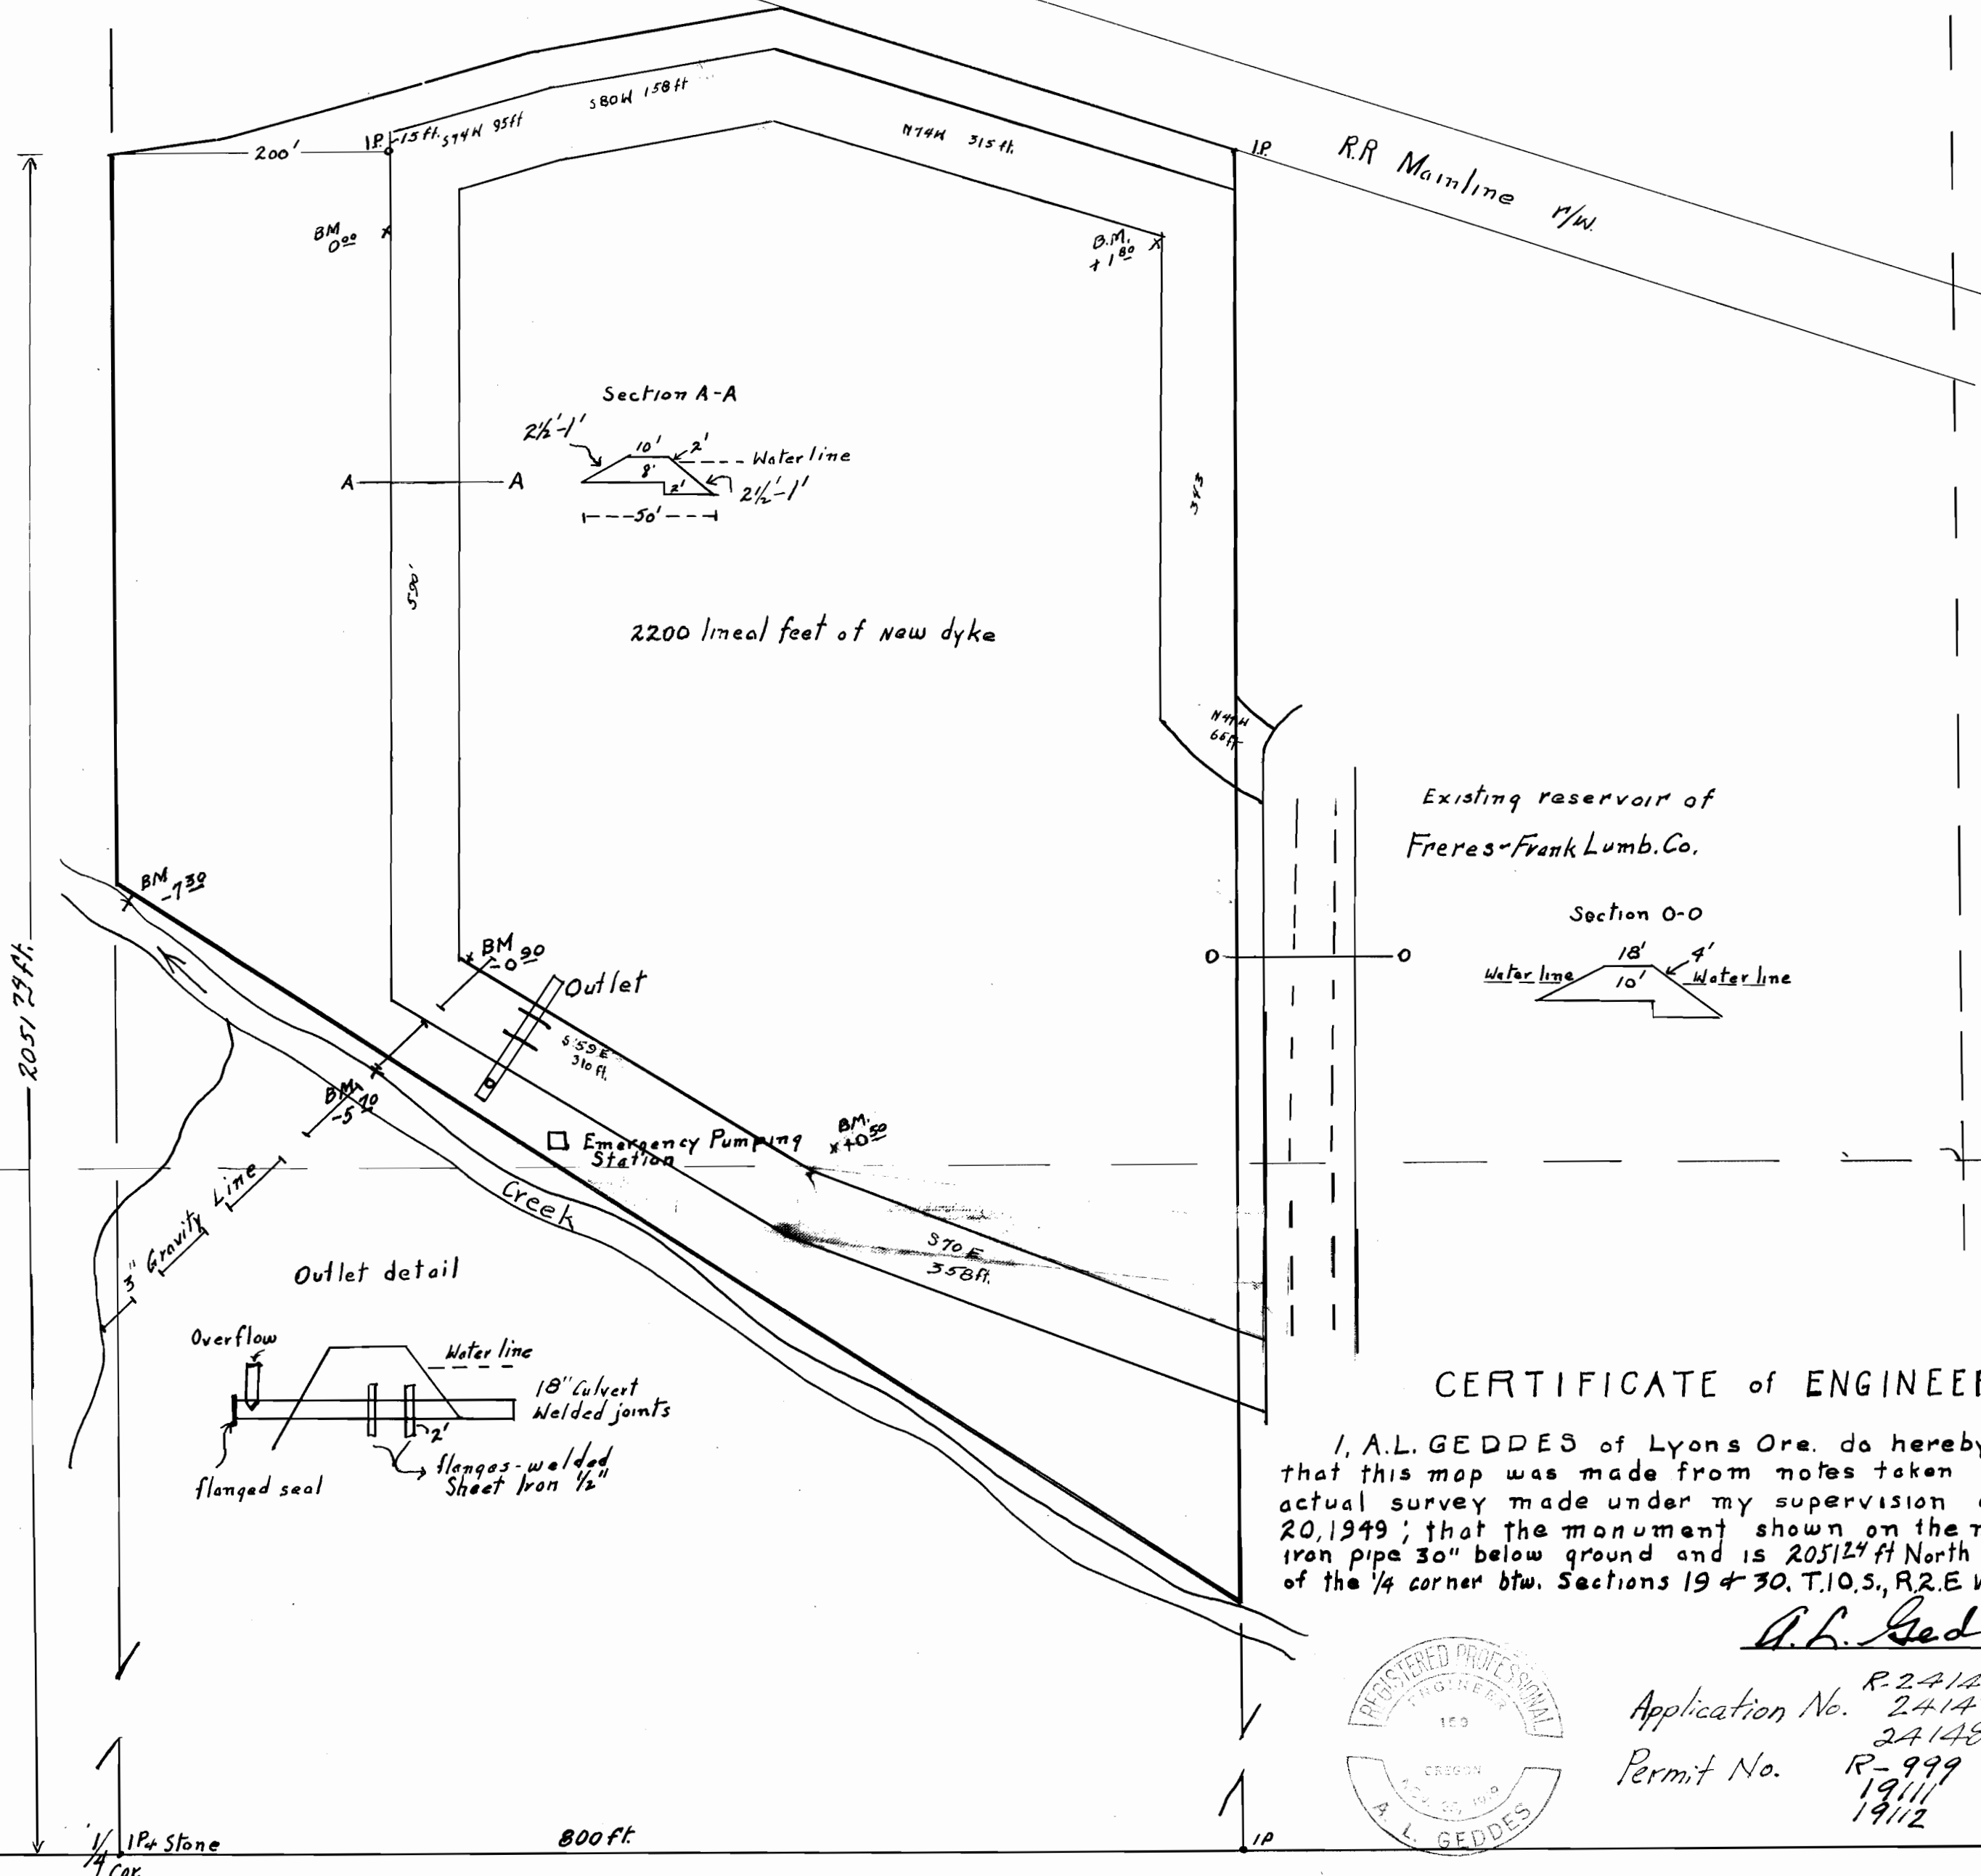 S80W 158ft
200'
I.P.
15ft.
S74W 95ft
N74W 315 ft.
I.P.
R.R Mainline r/w.
BM
0 00
B.M.
+1 80
Section A-A
2½'-1'
10'
2'
Water line
8'
2'
2½'-1'
50'
A
A
343
590'
2200 lineal feet of New dyke
66ft
Existing reservoir of
Freres-Frank Lumb. Co.
BM
-7 30
Section O-O
18'
4'
Water line
10'
Water line
O
O
BM
-0 90
Outlet
S59E
310 ft.
2051 24 ft.
BM
-5 70
BM.
+0 50
Emergency Pumping
Station
Creek
3" Gravity Line
S70E
358ft.
Outlet detail
Overflow
Water line
18" Culvert
Welded joints
2'
flanges-welded
Sheet Iron ½"
flanged seal
CERTIFICATE of ENGINEE
I, A.L. GEDDES of Lyons Ore. do hereby
that this map was made from notes taken
actual survey made under my supervision
20, 1949; that the monument shown on the
iron pipe 30" below ground and is 2051 24 ft North
of the ¼ corner btw. Sections 19 & 30. T.10.S., R.2.E
A.L. Ged
REGISTERED PROFESSIONAL
ENGINEER
159
OREGON
A. L. GEDDES
Application No. R-2414
2414
24148
Permit No. R-999
19111
19112
1/4 Cor.
IP & Stone
800 ft.
IP